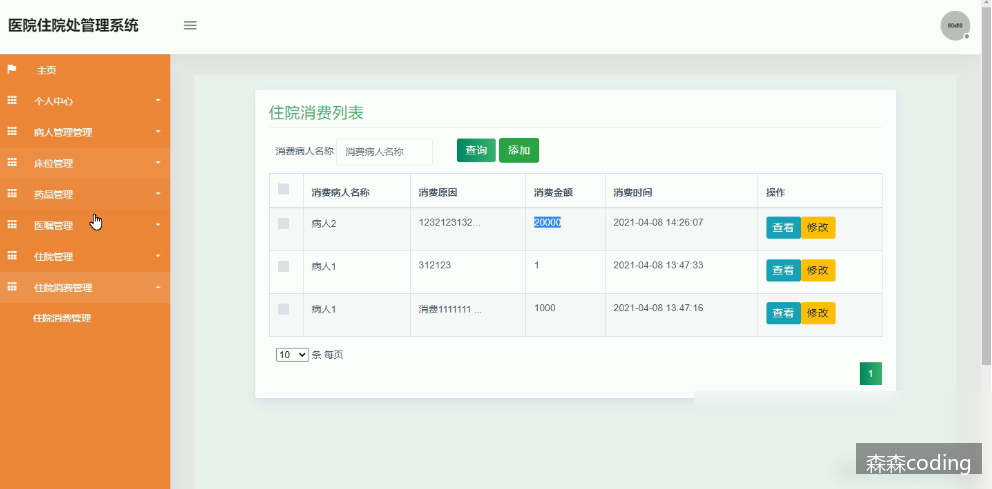 医院住院处管理系统
60x60
主页
个人中心
病人管理管理
床位管理
药品管理
医嘱管理
住院管理
住院消费管理
住院消费管理
住院消费列表
消费病人名称 消费病人名称 查询 添加
消费病人名称 消费原因 消费金额 消费时间 操作
病人2 1232123132... 20000 2021-04-08 14:26:07 查看 修改
病人1 312123 1 2021-04-08 13:47:33 查看 修改
病人1 消费1111111 ... 1000 2021-04-08 13:47:16 查看 修改
10 条 每页
1
森森coding